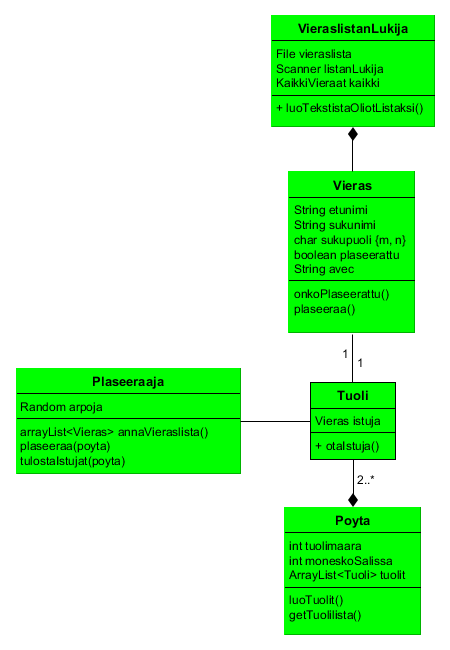 VieraslistanLukija
File vieraslista
Scanner listanLukija
KaikkiVieraat kaikki
+ luoTekstistaOliotListaksi()
Vieras
String etunimi
String sukunimi
char sukupuoli {m, n}
boolean plaseerattu
String avec
onkoPlaseerattu()
plaseeraa()
1
1
Plaseeraaja
Random arpoja
arrayList<Vieras> annaVieraslista()
plaseeraa(poyta)
tulostaIstujat(poyta)
Tuoli
Vieras istuja
+ otaIstuja()
2..*
Poyta
int tuolimaara
int moneskoSalissa
ArrayList<Tuoli> tuolit
luoTuolit()
getTuolilista()